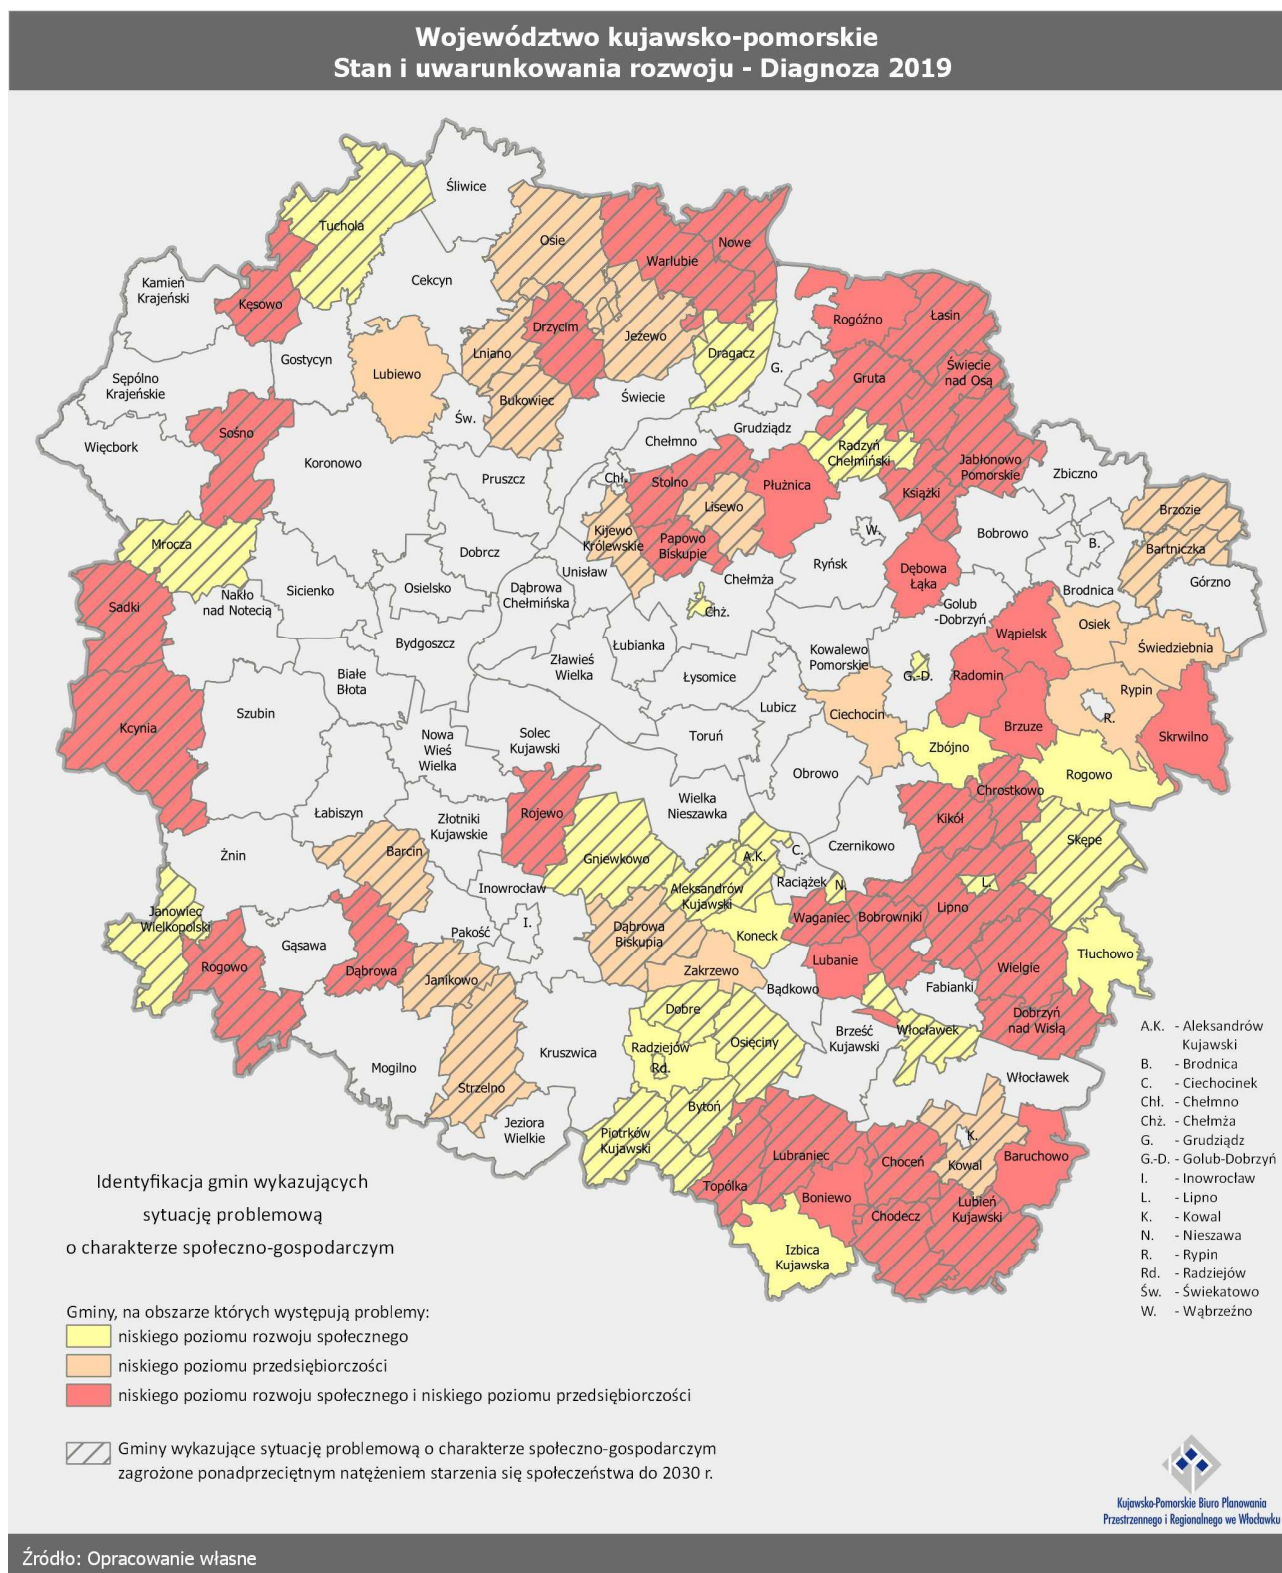 Województwo kujawsko-pomorskie
Stan i uwarunkowania rozwoju - Diagnoza 2019
Śliwice
Tuchola
Osie
Nowe
Warlubie
Cekcyn
Kamień
Krajeński
Kęsowo
Drzycim
Jeżewo
Rogóźno
Łasin
Lniano
Dragacz
Gostycyn
Lubiewo
G.
Świecie
nad Osą
Gruta
Sępólno
Krajeńskie
Bukowiec
Świecie
Św.
Sośno
Grudziądz
Chełmno
Więcbork
Koronowo
Radzyń
Chełmiński
Jabłonowo
Pomorskie
Zbiczno
Pruszcz
Chł.
Stolno
Płużnica
Książki
Lisewo
Brzozie
Kijewo
Królewskie
Papowo
Biskupie
W.
Bobrowo
B.
Bartniczka
Mrocza
Dobrcz
Unisław
Ryńsk
Dębowa
Łąka
Chełmża
Górzno
Sicienko
Osielsko
Dąbrowa
Chełmińska
Brodnica
Nakło
nad Notecią
Sadki
Chż.
Golub
-Dobrzyń
Osiek
Wąpielsk
Bydgoszcz
Łubianka
Świedziebnia
Kowalewo
Pomorskie
Zławieś
Wielka
Łysomice
G.-D.
Radomin
Białe
Błota
Rypin
R.
Lubicz
Ciechocin
Szubin
Kcynia
Brzuze
Skrwilno
Nowa
Wieś
Wielka
Solec
Kujawski
Toruń
Zbójno
Obrowo
Rogowo
Chrostkowo
Wielka
Nieszawka
Łabiszyn
Złotniki
Kujawskie
Rojewo
Kikół
Skępe
Czernikowo
Żnin
Barcin
Gniewkowo
A.K.
C.
Inowrocław
Aleksandrów
Kujawski
Raciążek
N.
L.
Janowiec
Wielkopolski
Waganiec
Bobrowniki
Lipno
Pakość
I.
Dąbrowa
Biskupia
Koneck
Gąsawa
Tłuchowo
Rogowo
Dąbrowa
Janikowo
Zakrzewo
Lubanie
Wielgie
Bądkowo
Fabianki
Dobre
Dobrzyń
nad Wisłą
Brześć
Kujawski
Włocławek
Radziejów
Rd.
Osięciny
Kruszwica
Mogilno
Strzelno
Włocławek
Bytoń
Jeziora
Wielkie
Piotrków
Kujawski
K.
Kowal
Baruchowo
Lubraniec
Choceń
Topólka
Boniewo
Lubień
Kujawski
Chodecz
Izbica
Kujawska
A.K. - Aleksandrów
Kujawski
B. - Brodnica
C. - Ciechocinek
Chł. - Chełmno
Chż. - Chełmża
G. - Grudziądz
G.-D. - Golub-Dobrzyń
I. - Inowrocław
L. - Lipno
K. - Kowal
N. - Nieszawa
R. - Rypin
Rd. - Radziejów
Św. - Świekatowo
W. - Wąbrzeźno
Identyfikacja gmin wykazujących
sytuację problemową
o charakterze społeczno-gospodarczym
Gminy, na obszarze których występują problemy:
niskiego poziomu rozwoju społecznego
niskiego poziomu przedsiębiorczości
niskiego poziomu rozwoju społecznego i niskiego poziomu przedsiębiorczości
Gminy wykazujące sytuację problemową o charakterze społeczno-gospodarczym
zagrożone ponadprzeciętnym natężeniem starzenia się społeczeństwa do 2030 r.
Kujawsko-Pomorskie Biuro Planowania
Przestrzennego i Regionalnego we Włocławku
Źródło: Opracowanie własne